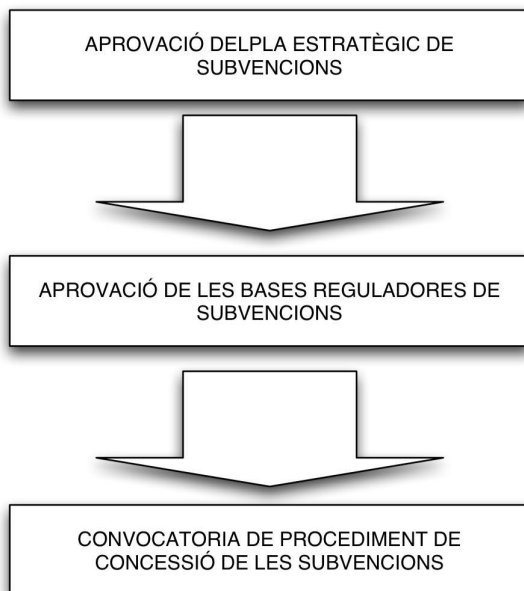 APROVACIÓ DELPLA ESTRATÈGIC DE
SUBVENCIONS
APROVACIÓ DE LES BASES REGULADORES DE
SUBVENCIONS
CONVOCATORIA DE PROCEDIMENT DE
CONCESSIÓ DE LES SUBVENCIONS